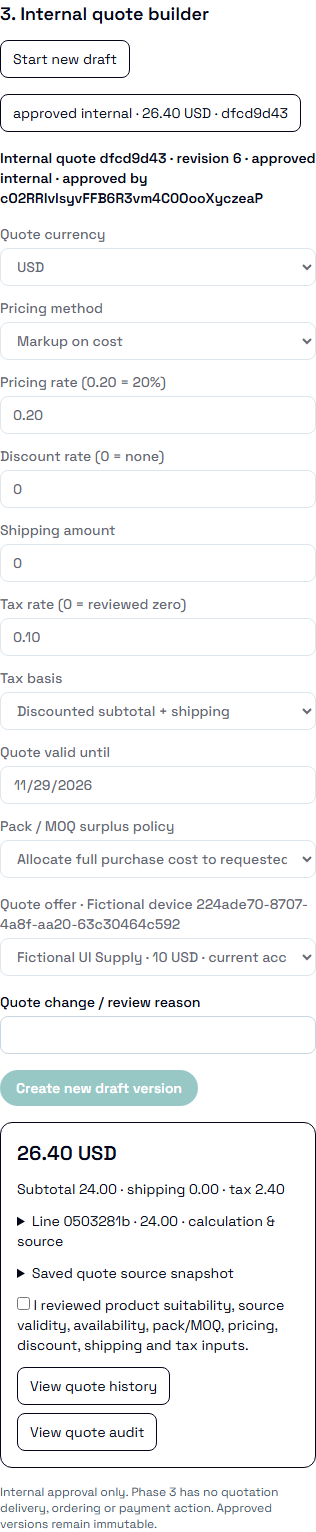 3. Internal quote builder
Start new draft
approved internal · 26.40 USD · dfcd9d43
Internal quote dfcd9d43 · revision 6 · approved
internal · approved by
cO2RRlvlsyvFFB6R3vm4COOooXyczeaP
Quote currency
USD
Pricing method
Markup on cost
Pricing rate (0.20 = 20%)
0.20
Discount rate (0 = none)
0
Shipping amount
0
Tax rate (0 = reviewed zero)
0.10
Tax basis
Discounted subtotal + shipping
Quote valid until
11/29/2026
Pack / MOQ surplus policy
Allocate full purchase cost to requested
Quote offer · Fictional device 224ade70-8707-
4a8f-aa20-63c30464c592
Fictional UI Supply · 10 USD · current acc
Quote change / review reason
Create new draft version
26.40 USD
Subtotal 24.00 · shipping 0.00 · tax 2.40
Line 0503281b · 24.00 · calculation &
source
Saved quote source snapshot
I reviewed product suitability, source
validity, availability, pack/MOQ, pricing,
discount, shipping and tax inputs.
View quote history
View quote audit
Internal approval only. Phase 3 has no quotation
delivery, ordering or payment action. Approved
versions remain immutable.